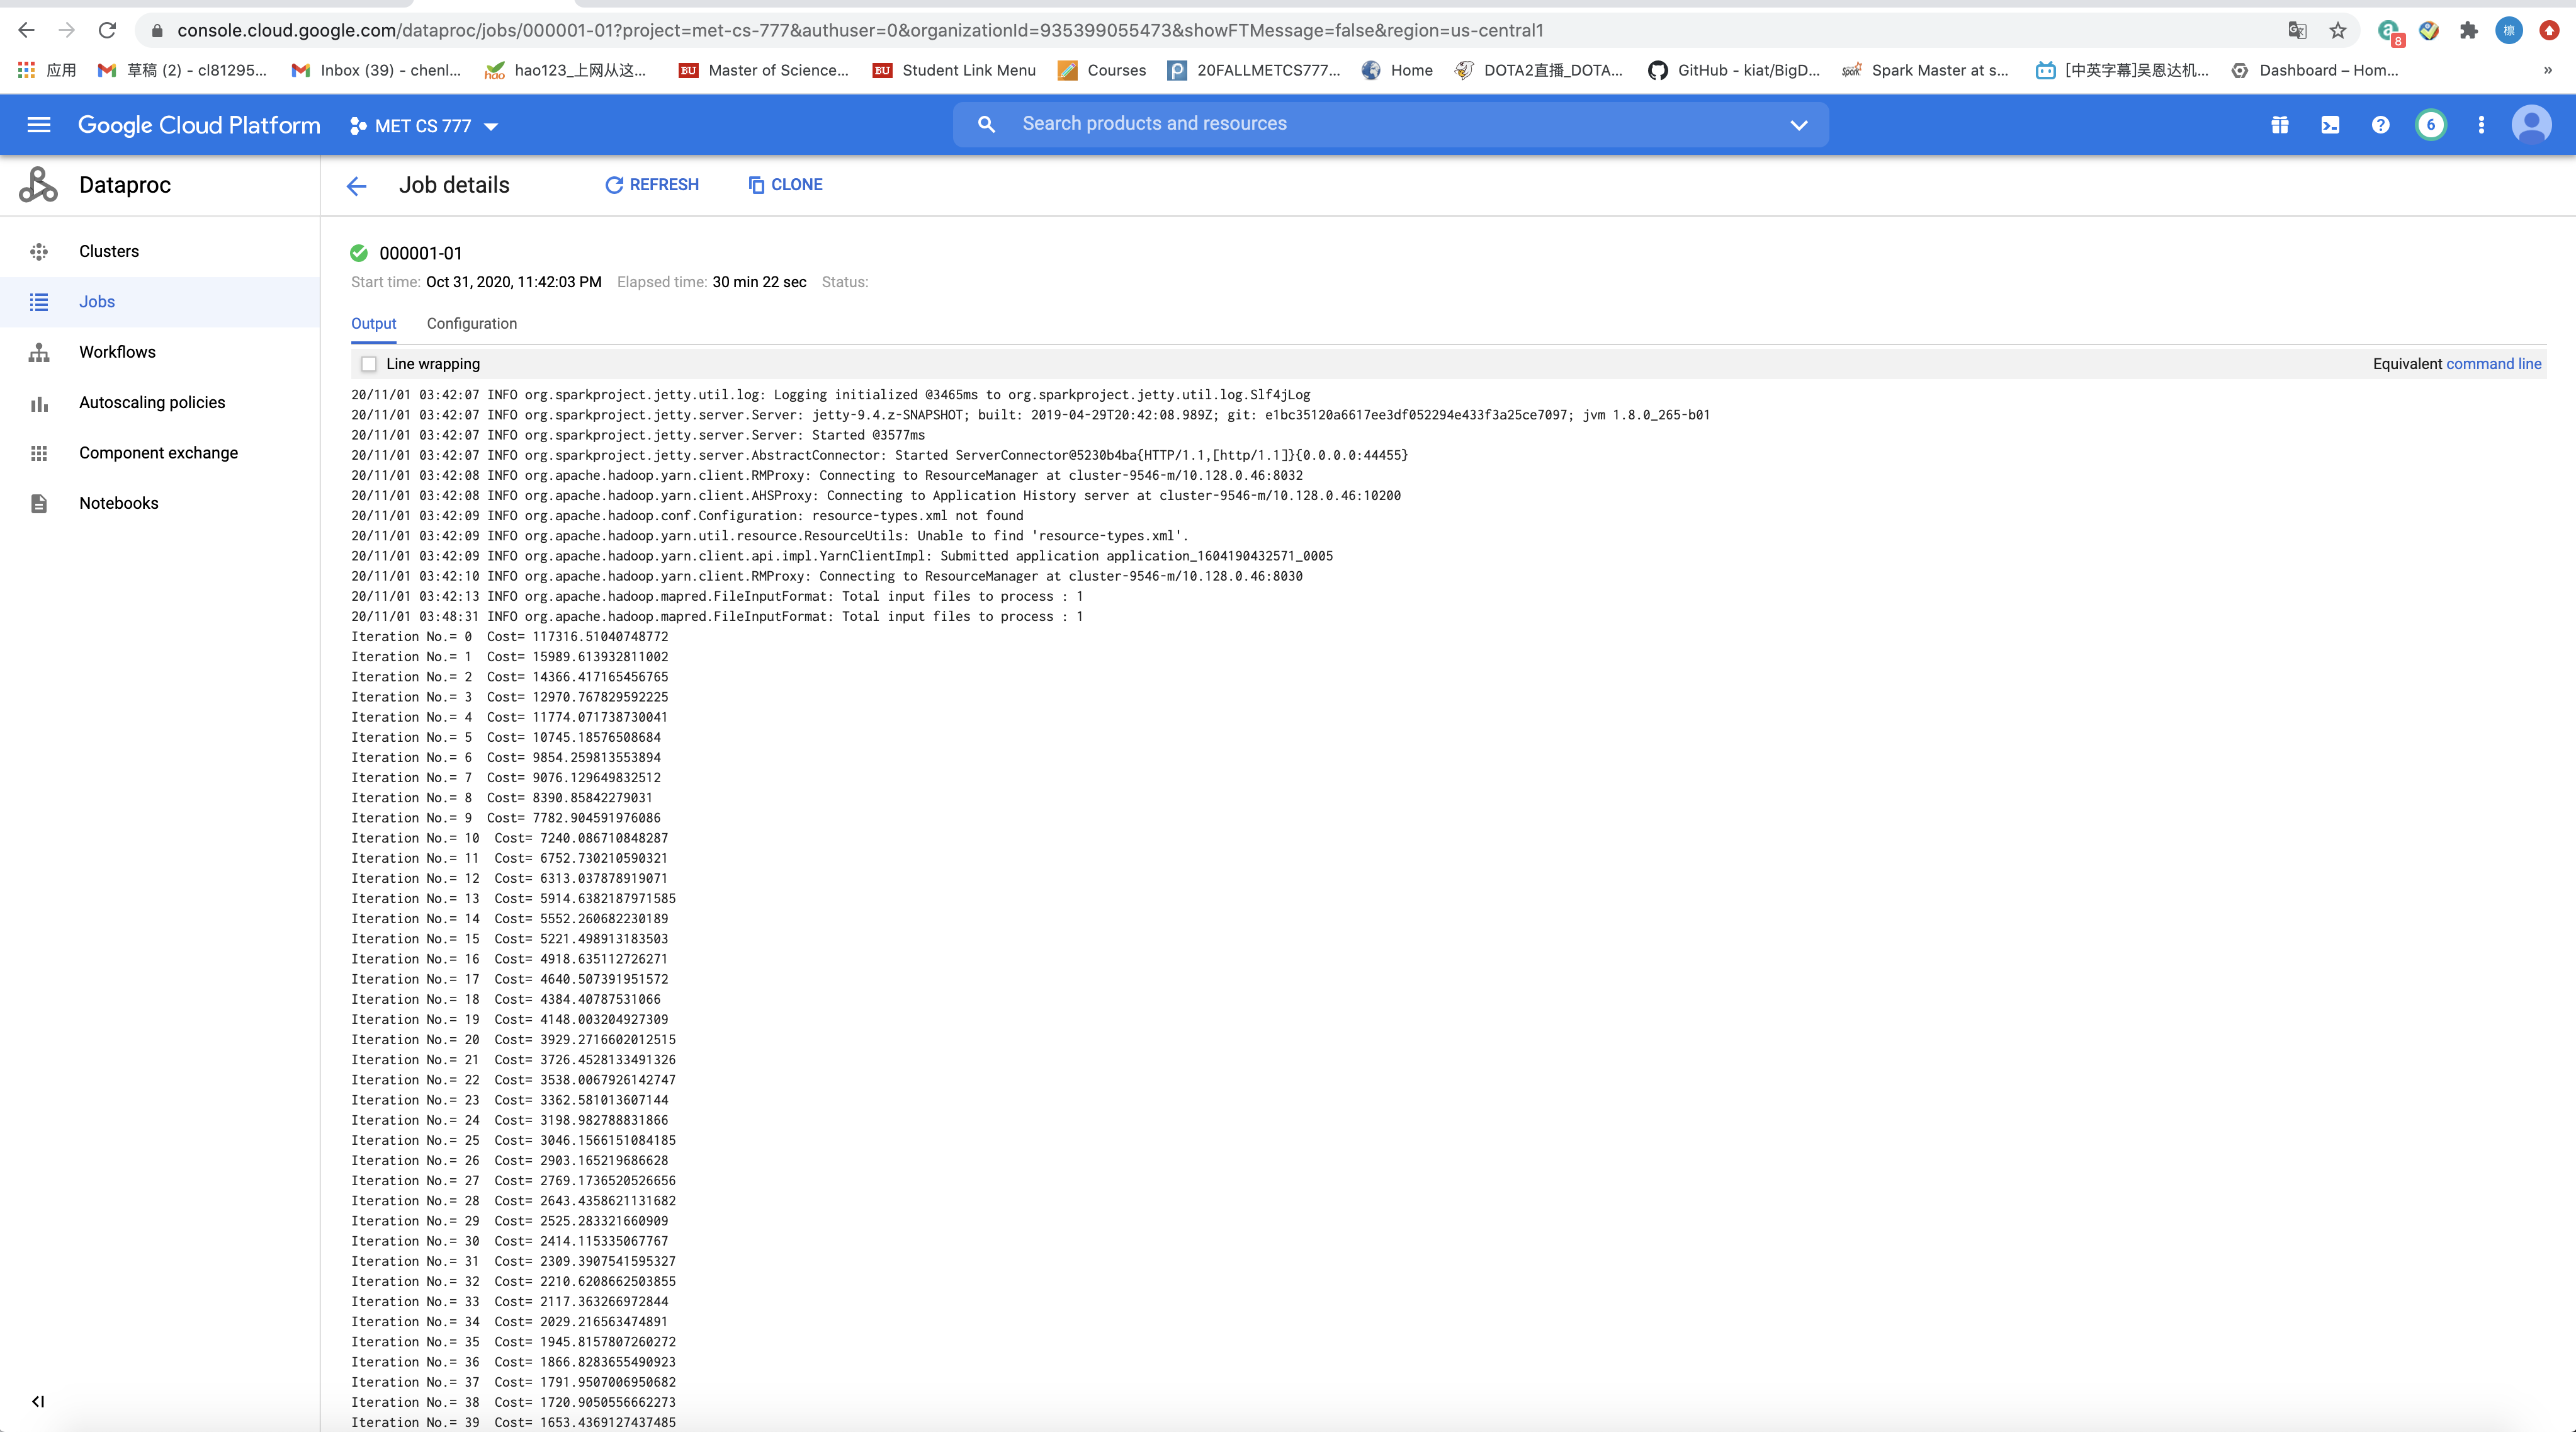 console.cloud.google.com/dataproc/jobs/000001-01?project=met-cs-777&authuser=0&organizationId=935399055473&showFTMessage=false&region=us-central1
8
應用
草稿 (2) - cl81295...
Inbox (39) - chenl...
hao123_上网从这...
BU Master of Science...
BU Student Link Menu
Courses
20FALLMETCS777...
Home
DOTA2直播_DOTA...
GitHub - kiat/BigD...
Spark Master at s...
[中英字幕]吴恩达机...
Dashboard – Hom...
»
Google Cloud Platform
MET CS 777
Search products and resources
6
Dataproc
Job details
REFRESH
CLONE
Clusters
Jobs
Workflows
Autoscaling policies
Component exchange
Notebooks
000001-01
Start time: Oct 31, 2020, 11:42:03 PM Elapsed time: 30 min 22 sec Status:
Output Configuration
Line wrapping
Equivalent command line
20/11/01 03:42:07 INFO org.sparkproject.jetty.util.log: Logging initialized @3465ms to org.sparkproject.jetty.util.log.Slf4jLog
20/11/01 03:42:07 INFO org.sparkproject.jetty.server.Server: jetty-9.4.z-SNAPSHOT; built: 2019-04-29T20:42:08.989Z; git: e1bc35120a6617ee3df052294e433f3a25ce7097; jvm 1.8.0_265-b01
20/11/01 03:42:07 INFO org.sparkproject.jetty.server.Server: Started @3577ms
20/11/01 03:42:07 INFO org.sparkproject.jetty.server.AbstractConnector: Started ServerConnector@5230b4ba{HTTP/1.1,[http/1.1]}{0.0.0.0:44455}
20/11/01 03:42:08 INFO org.apache.hadoop.yarn.client.RMProxy: Connecting to ResourceManager at cluster-9546-m/10.128.0.46:8032
20/11/01 03:42:08 INFO org.apache.hadoop.yarn.client.AHSProxy: Connecting to Application History server at cluster-9546-m/10.128.0.46:10200
20/11/01 03:42:09 INFO org.apache.hadoop.conf.Configuration: resource-types.xml not found
20/11/01 03:42:09 INFO org.apache.hadoop.yarn.util.resource.ResourceUtils: Unable to find 'resource-types.xml'.
20/11/01 03:42:09 INFO org.apache.hadoop.yarn.client.api.impl.YarnClientImpl: Submitted application application_1604190432571_0005
20/11/01 03:42:10 INFO org.apache.hadoop.yarn.client.RMProxy: Connecting to ResourceManager at cluster-9546-m/10.128.0.46:8030
20/11/01 03:42:13 INFO org.apache.hadoop.mapred.FileInputFormat: Total input files to process : 1
20/11/01 03:48:31 INFO org.apache.hadoop.mapred.FileInputFormat: Total input files to process : 1
Iteration No.= 0 Cost= 117316.51040748772
Iteration No.= 1 Cost= 15989.613932811002
Iteration No.= 2 Cost= 14366.417165456765
Iteration No.= 3 Cost= 12970.767829592225
Iteration No.= 4 Cost= 11774.071738730041
Iteration No.= 5 Cost= 10745.18576508684
Iteration No.= 6 Cost= 9854.259813553894
Iteration No.= 7 Cost= 9076.129649832512
Iteration No.= 8 Cost= 8390.85842279031
Iteration No.= 9 Cost= 7782.904591976086
Iteration No.= 10 Cost= 7240.086710848287
Iteration No.= 11 Cost= 6752.730210590321
Iteration No.= 12 Cost= 6313.037878919071
Iteration No.= 13 Cost= 5914.6382187971585
Iteration No.= 14 Cost= 5552.260682230189
Iteration No.= 15 Cost= 5221.498913183503
Iteration No.= 16 Cost= 4918.635112726271
Iteration No.= 17 Cost= 4640.507391951572
Iteration No.= 18 Cost= 4384.40787531066
Iteration No.= 19 Cost= 4148.003204927309
Iteration No.= 20 Cost= 3929.2716602012515
Iteration No.= 21 Cost= 3726.4528133491326
Iteration No.= 22 Cost= 3538.0067926142747
Iteration No.= 23 Cost= 3362.581013607144
Iteration No.= 24 Cost= 3198.982788831866
Iteration No.= 25 Cost= 3046.1566151084185
Iteration No.= 26 Cost= 2903.165219686628
Iteration No.= 27 Cost= 2769.1736520526656
Iteration No.= 28 Cost= 2643.4358621131682
Iteration No.= 29 Cost= 2525.283321660909
Iteration No.= 30 Cost= 2414.115335067767
Iteration No.= 31 Cost= 2309.3907541595327
Iteration No.= 32 Cost= 2210.6208662503855
Iteration No.= 33 Cost= 2117.363266972844
Iteration No.= 34 Cost= 2029.216563474891
Iteration No.= 35 Cost= 1945.8157807260272
Iteration No.= 36 Cost= 1866.8283655490923
Iteration No.= 37 Cost= 1791.9507006950682
Iteration No.= 38 Cost= 1720.9050556662273
Iteration No.= 39 Cost= 1653.4369127437485